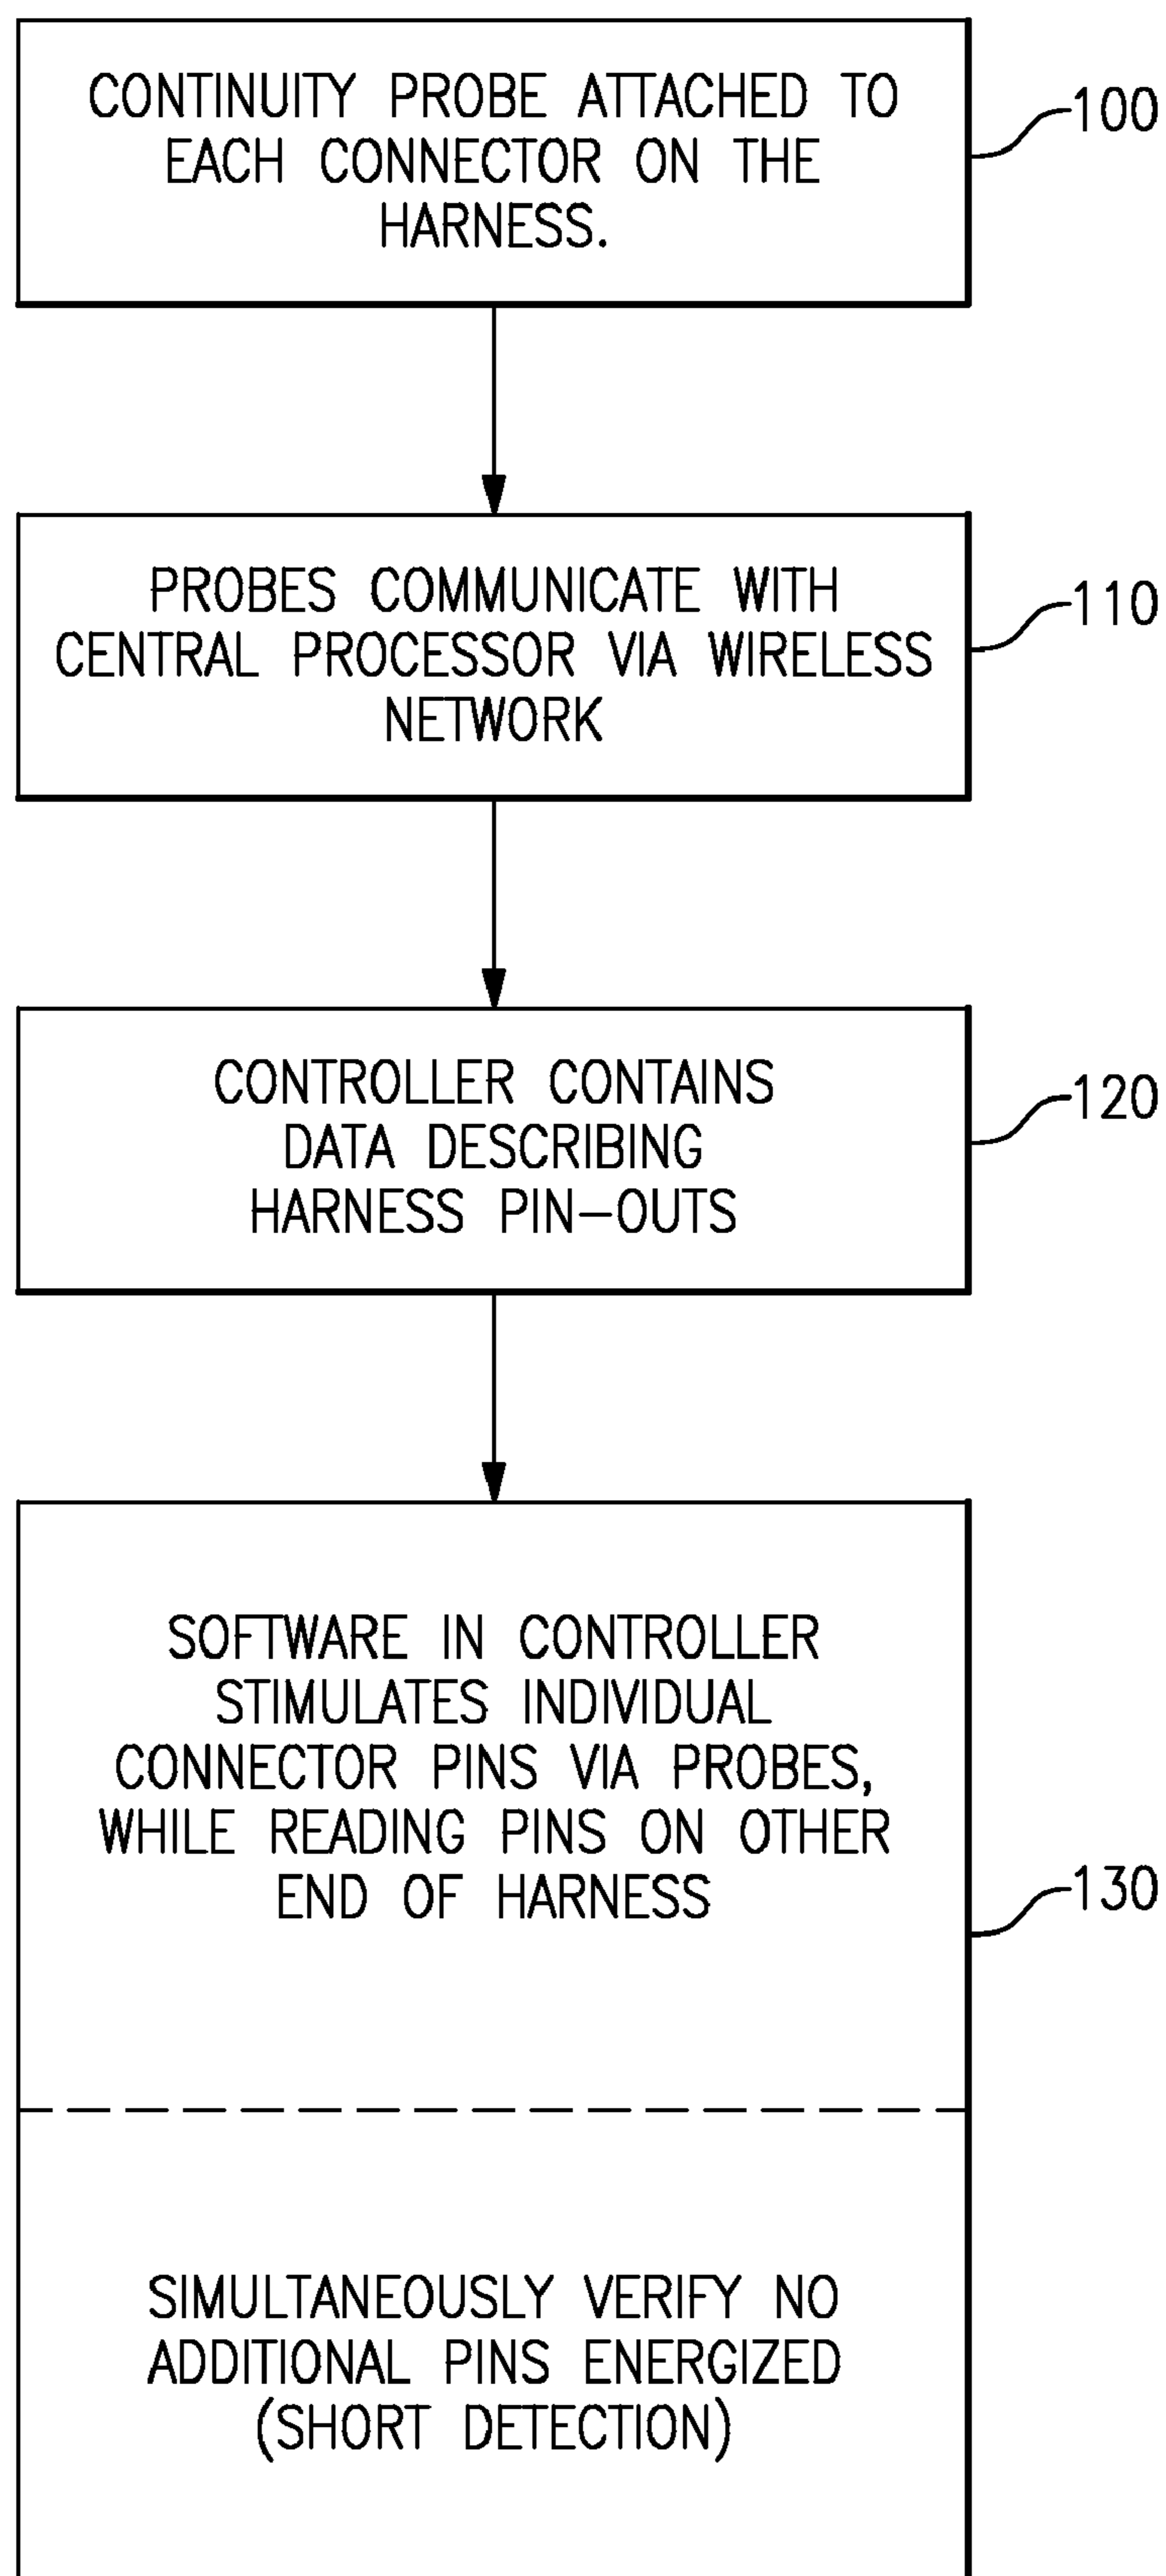 CONTINUITY PROBE ATTACHED TO
EACH CONNECTOR ON THE
HARNESS.
100
PROBES COMMUNICATE WITH
CENTRAL PROCESSOR VIA WIRELESS
NETWORK
110
CONTROLLER CONTAINS
DATA DESCRIBING
HARNESS PIN-OUTS
120
SOFTWARE IN CONTROLLER
STIMULATES INDIVIDUAL
CONNECTOR PINS VIA PROBES,
WHILE READING PINS ON OTHER
END OF HARNESS
130
SIMULTANEOUSLY VERIFY NO
ADDITIONAL PINS ENERGIZED
(SHORT DETECTION)